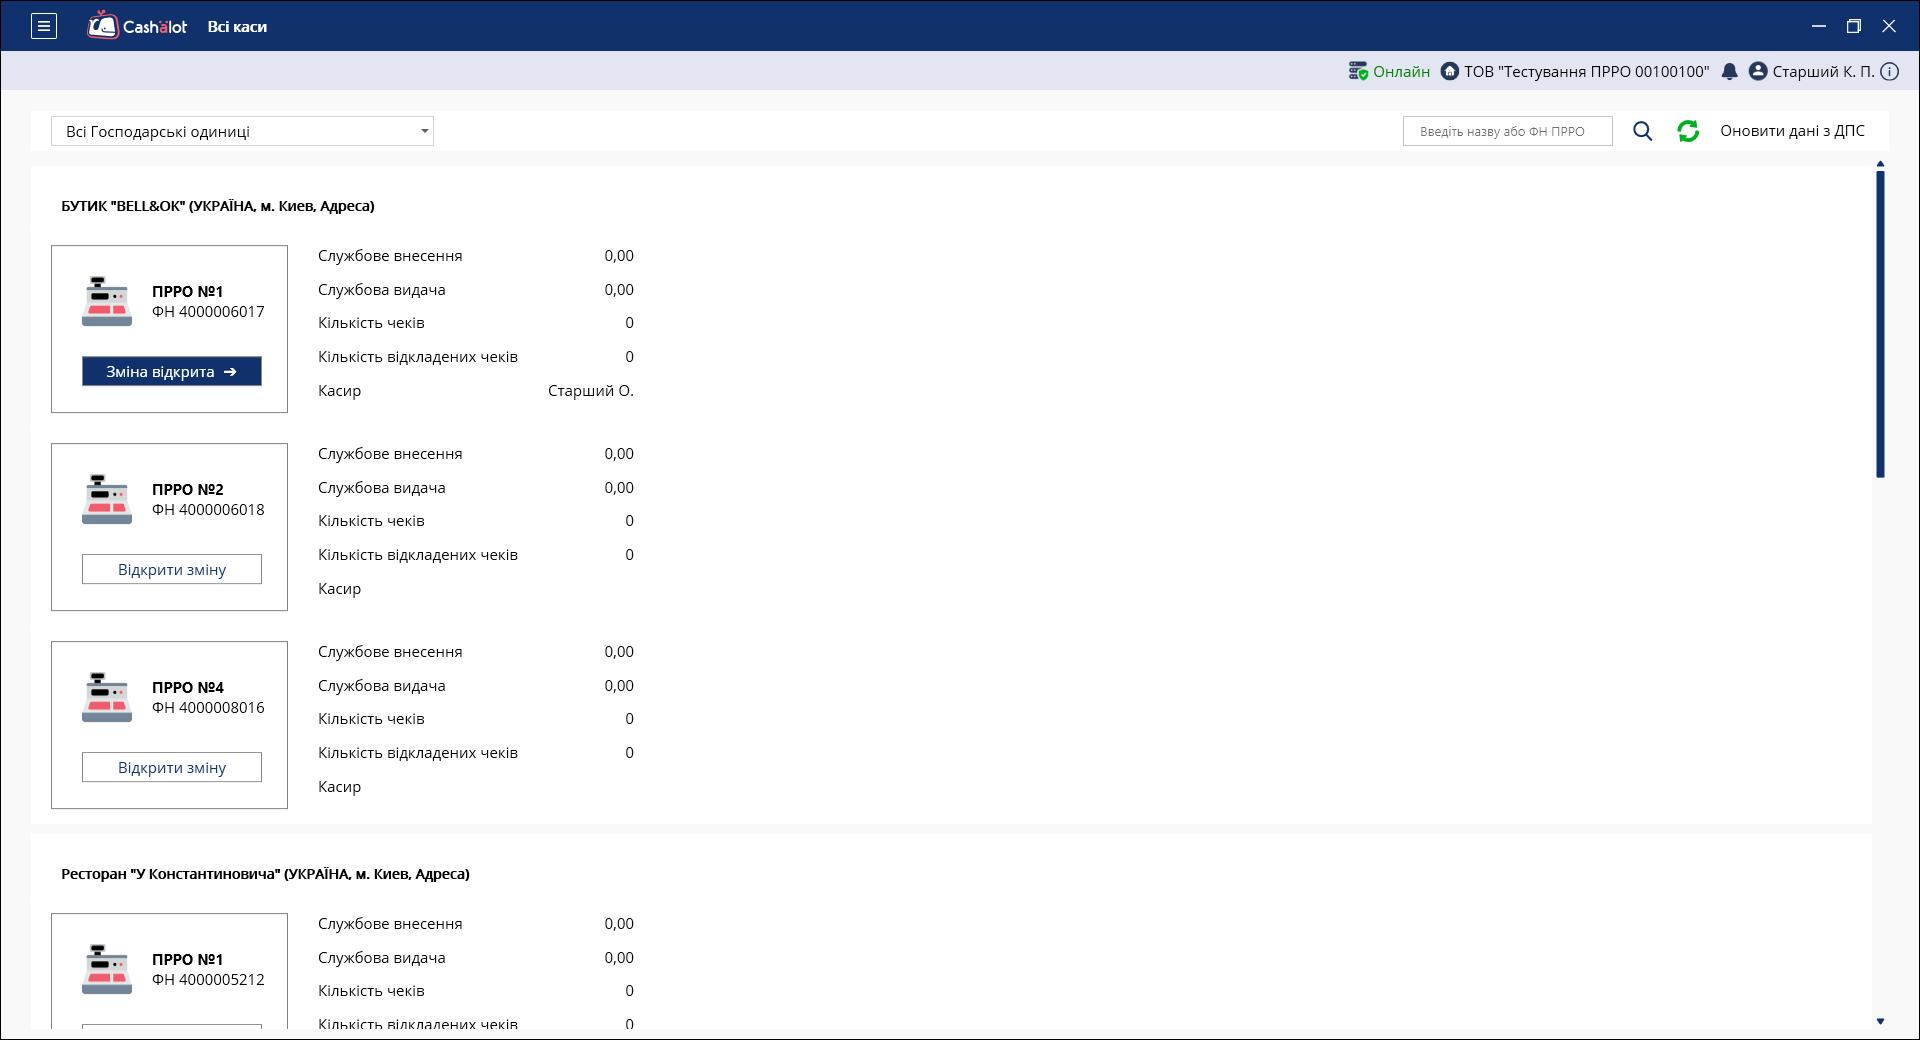 Cashalot Всі каси
Онлайн ТОВ "Тестування ПРРО 00100100" Старший К. П.
Всі Господарські одиниці Введіть назву або ФН ПРРО Оновити дані з ДПС
БУТИК "BELL&OK" (УКРАЇНА, м. Киев, Адреса)
ПРРО №1
ФН 4000006017
Зміна відкрита ➔
Службове внесення 0,00
Службова видача 0,00
Кількість чеків 0
Кількість відкладених чеків 0
Касир Старший О.
ПРРО №2
ФН 4000006018
Відкрити зміну
Службове внесення 0,00
Службова видача 0,00
Кількість чеків 0
Кількість відкладених чеків 0
Касир
ПРРО №4
ФН 4000008016
Відкрити зміну
Службове внесення 0,00
Службова видача 0,00
Кількість чеків 0
Кількість відкладених чеків 0
Касир
Ресторан "У Константиновича" (УКРАЇНА, м. Киев, Адреса)
ПРРО №1
ФН 4000005212
Службове внесення 0,00
Службова видача 0,00
Кількість чеків 0
Кількість відкладених чеків 0